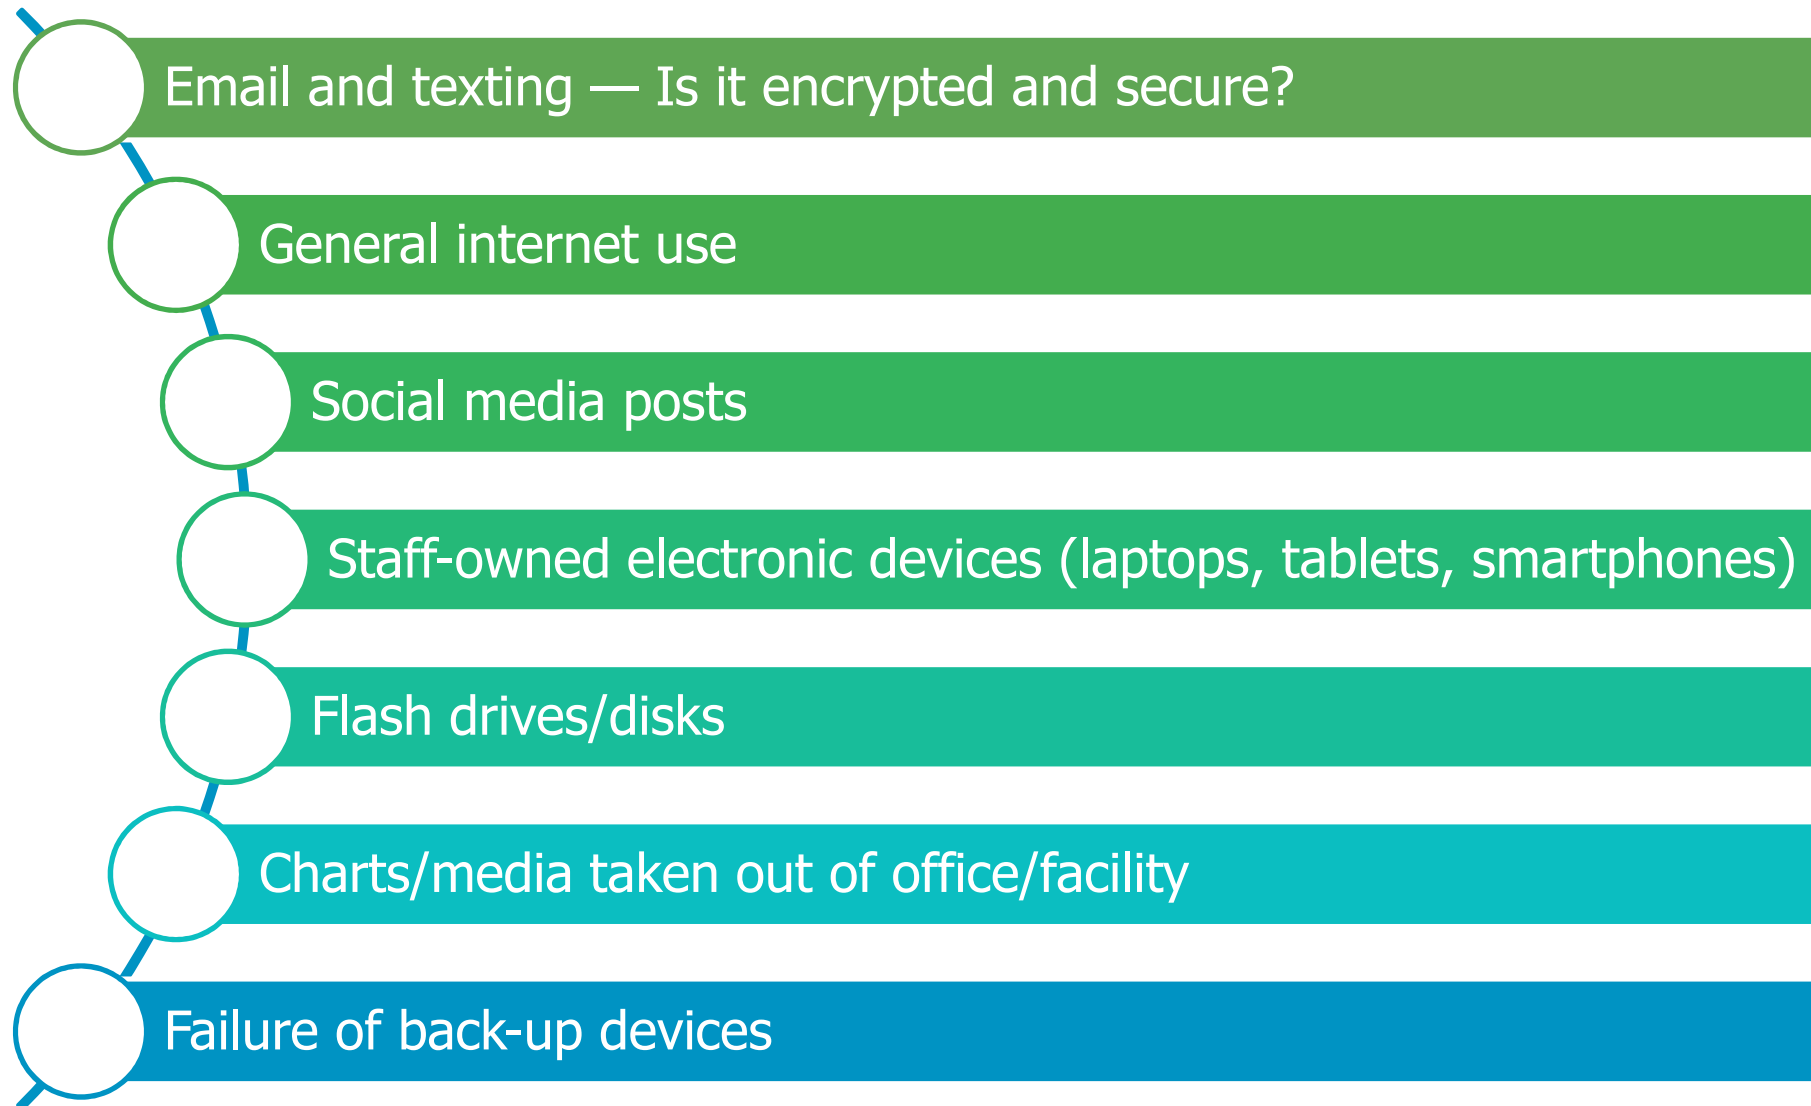 Email and texting — Is it encrypted and secure?
General internet use
Social media posts
Staff-owned electronic devices (laptops, tablets, smartphones)
Flash drives/disks
Charts/media taken out of office/facility
Failure of back-up devices